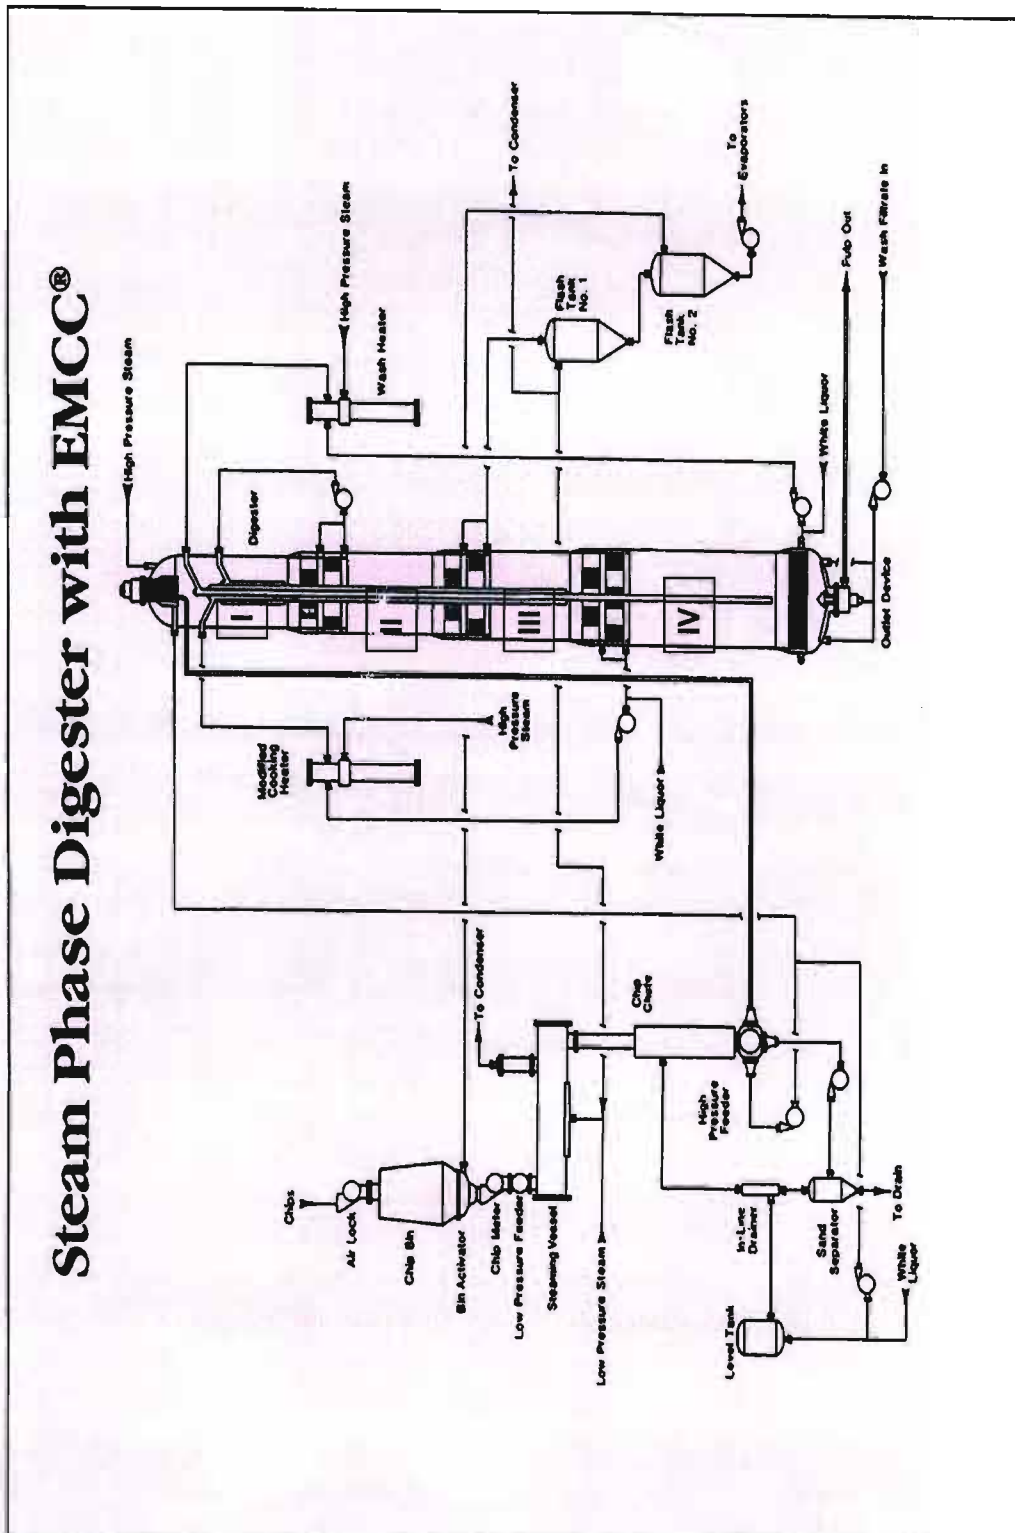 Steam Phase Digester with EMCC®
High Pressure Steam
High Pressure Steam
Wash Heater
Digester
To Condenser
Flash
Tank
No. 1
Flash
Tank
No. 2
To
Evaporators
Modified
Cooking
Heater
High
Pressure
Steam
I
II
III
IV
White Liquor
White Liquor
Pulp Out
Wash Filtrate In
Outlet Device
Chips
Air Lock
Chip Bin
Bin Activator
Chip Meter
Low Pressure Feeder
Steaming Vessel
To Condenser
Low Pressure Steam
Chip
Chute
High
Pressure
Feeder
In-Line
Drainer
Sand
Separator
To Drain
Level Tank
White
Liquor